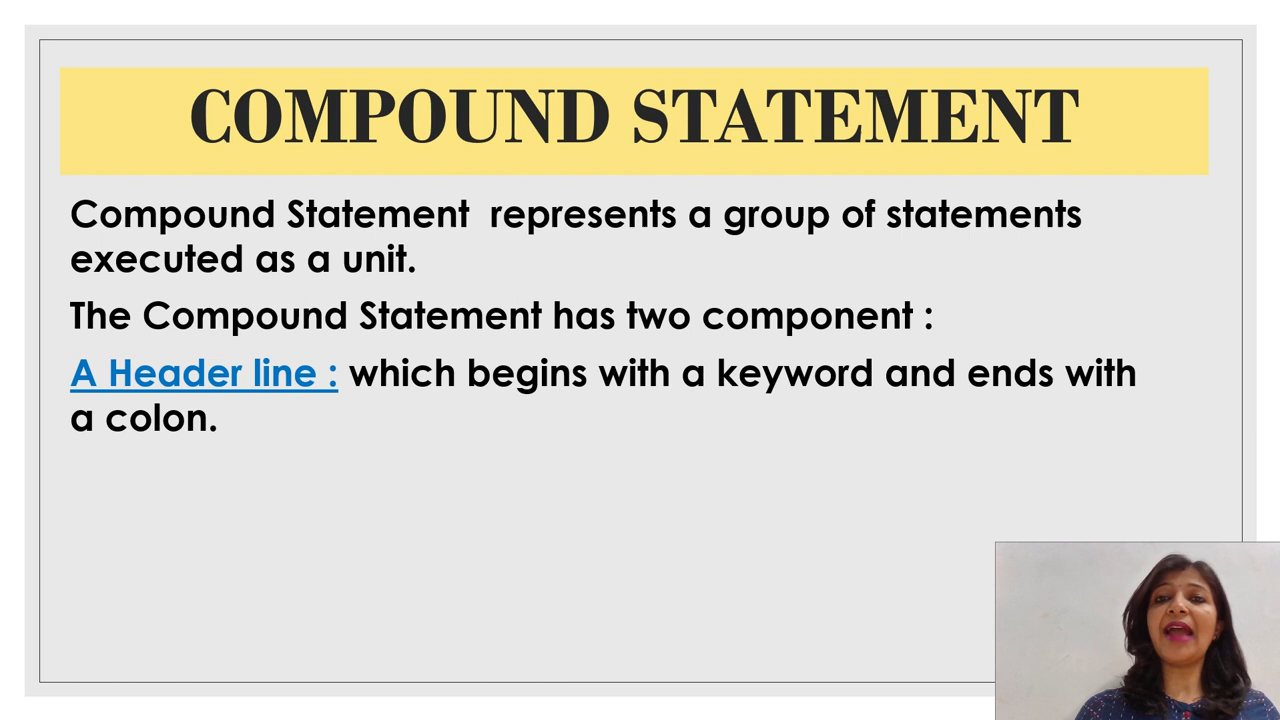 COMPOUND STATEMENT
Compound Statement represents a group of statements
executed as a unit.
The Compound Statement has two component :
A Header line : which begins with a keyword and ends with
a colon.